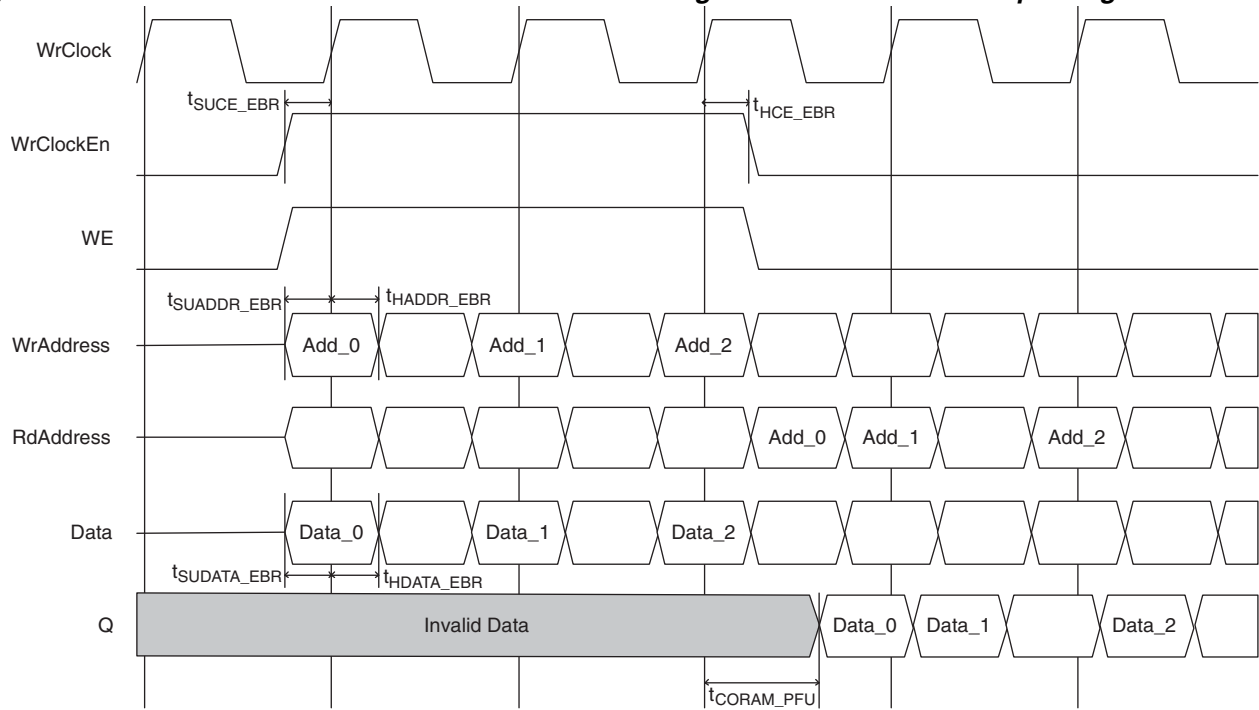 WrClock
tSUCE_EBR
tHCE_EBR
WrClockEn
WE
tSUADDR_EBR
tHADDR_EBR
WrAddress Add_0 Add_1 Add_2
RdAddress Add_0 Add_1 Add_2
Data Data_0 Data_1 Data_2
tSUDATA_EBR
tHDATA_EBR
Q Invalid Data Data_0 Data_1 Data_2
tCORAM_PFU